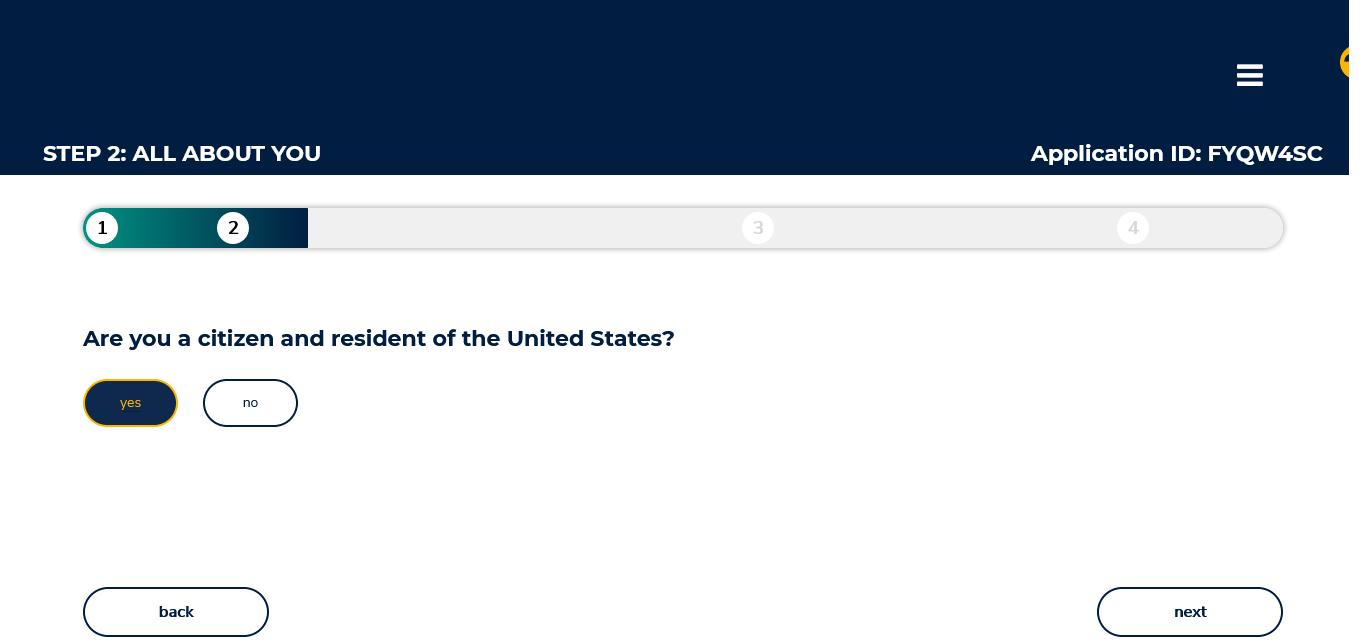 STEP 2: ALL ABOUT YOU
Application ID: FYQW4SC
1 2 3 4
Are you a citizen and resident of the United States?
yes no
back next